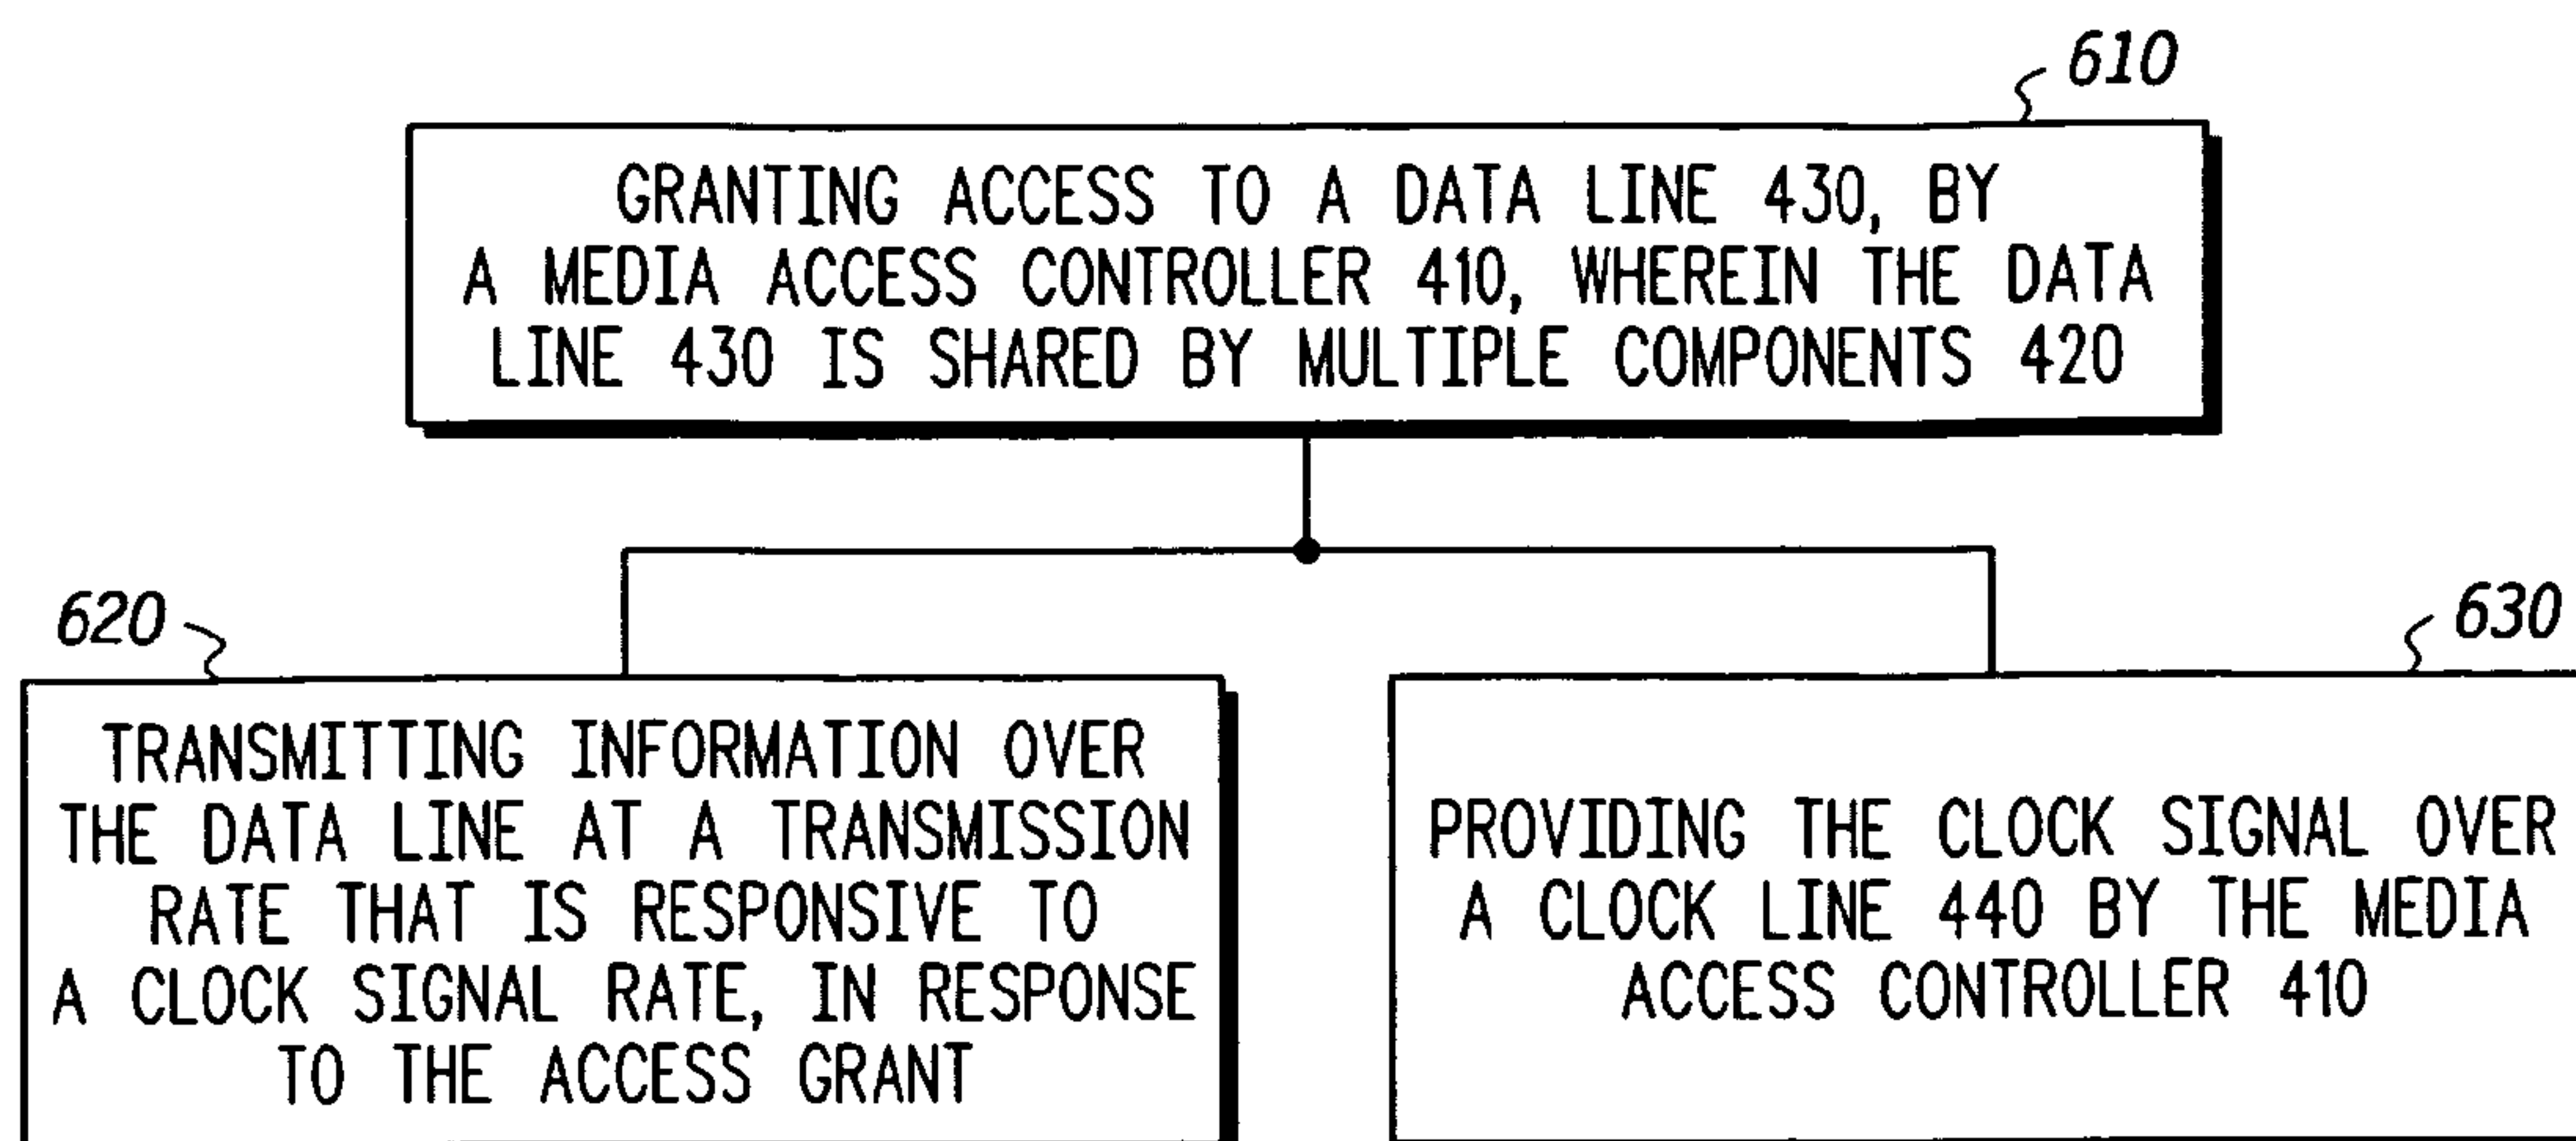 610
GRANTING ACCESS TO A DATA LINE 430, BY
A MEDIA ACCESS CONTROLLER 410, WHEREIN THE DATA
LINE 430 IS SHARED BY MULTIPLE COMPONENTS 420
620
TRANSMITTING INFORMATION OVER
THE DATA LINE AT A TRANSMISSION
RATE THAT IS RESPONSIVE TO
A CLOCK SIGNAL RATE, IN RESPONSE
TO THE ACCESS GRANT
630
PROVIDING THE CLOCK SIGNAL OVER
A CLOCK LINE 440 BY THE MEDIA
ACCESS CONTROLLER 410